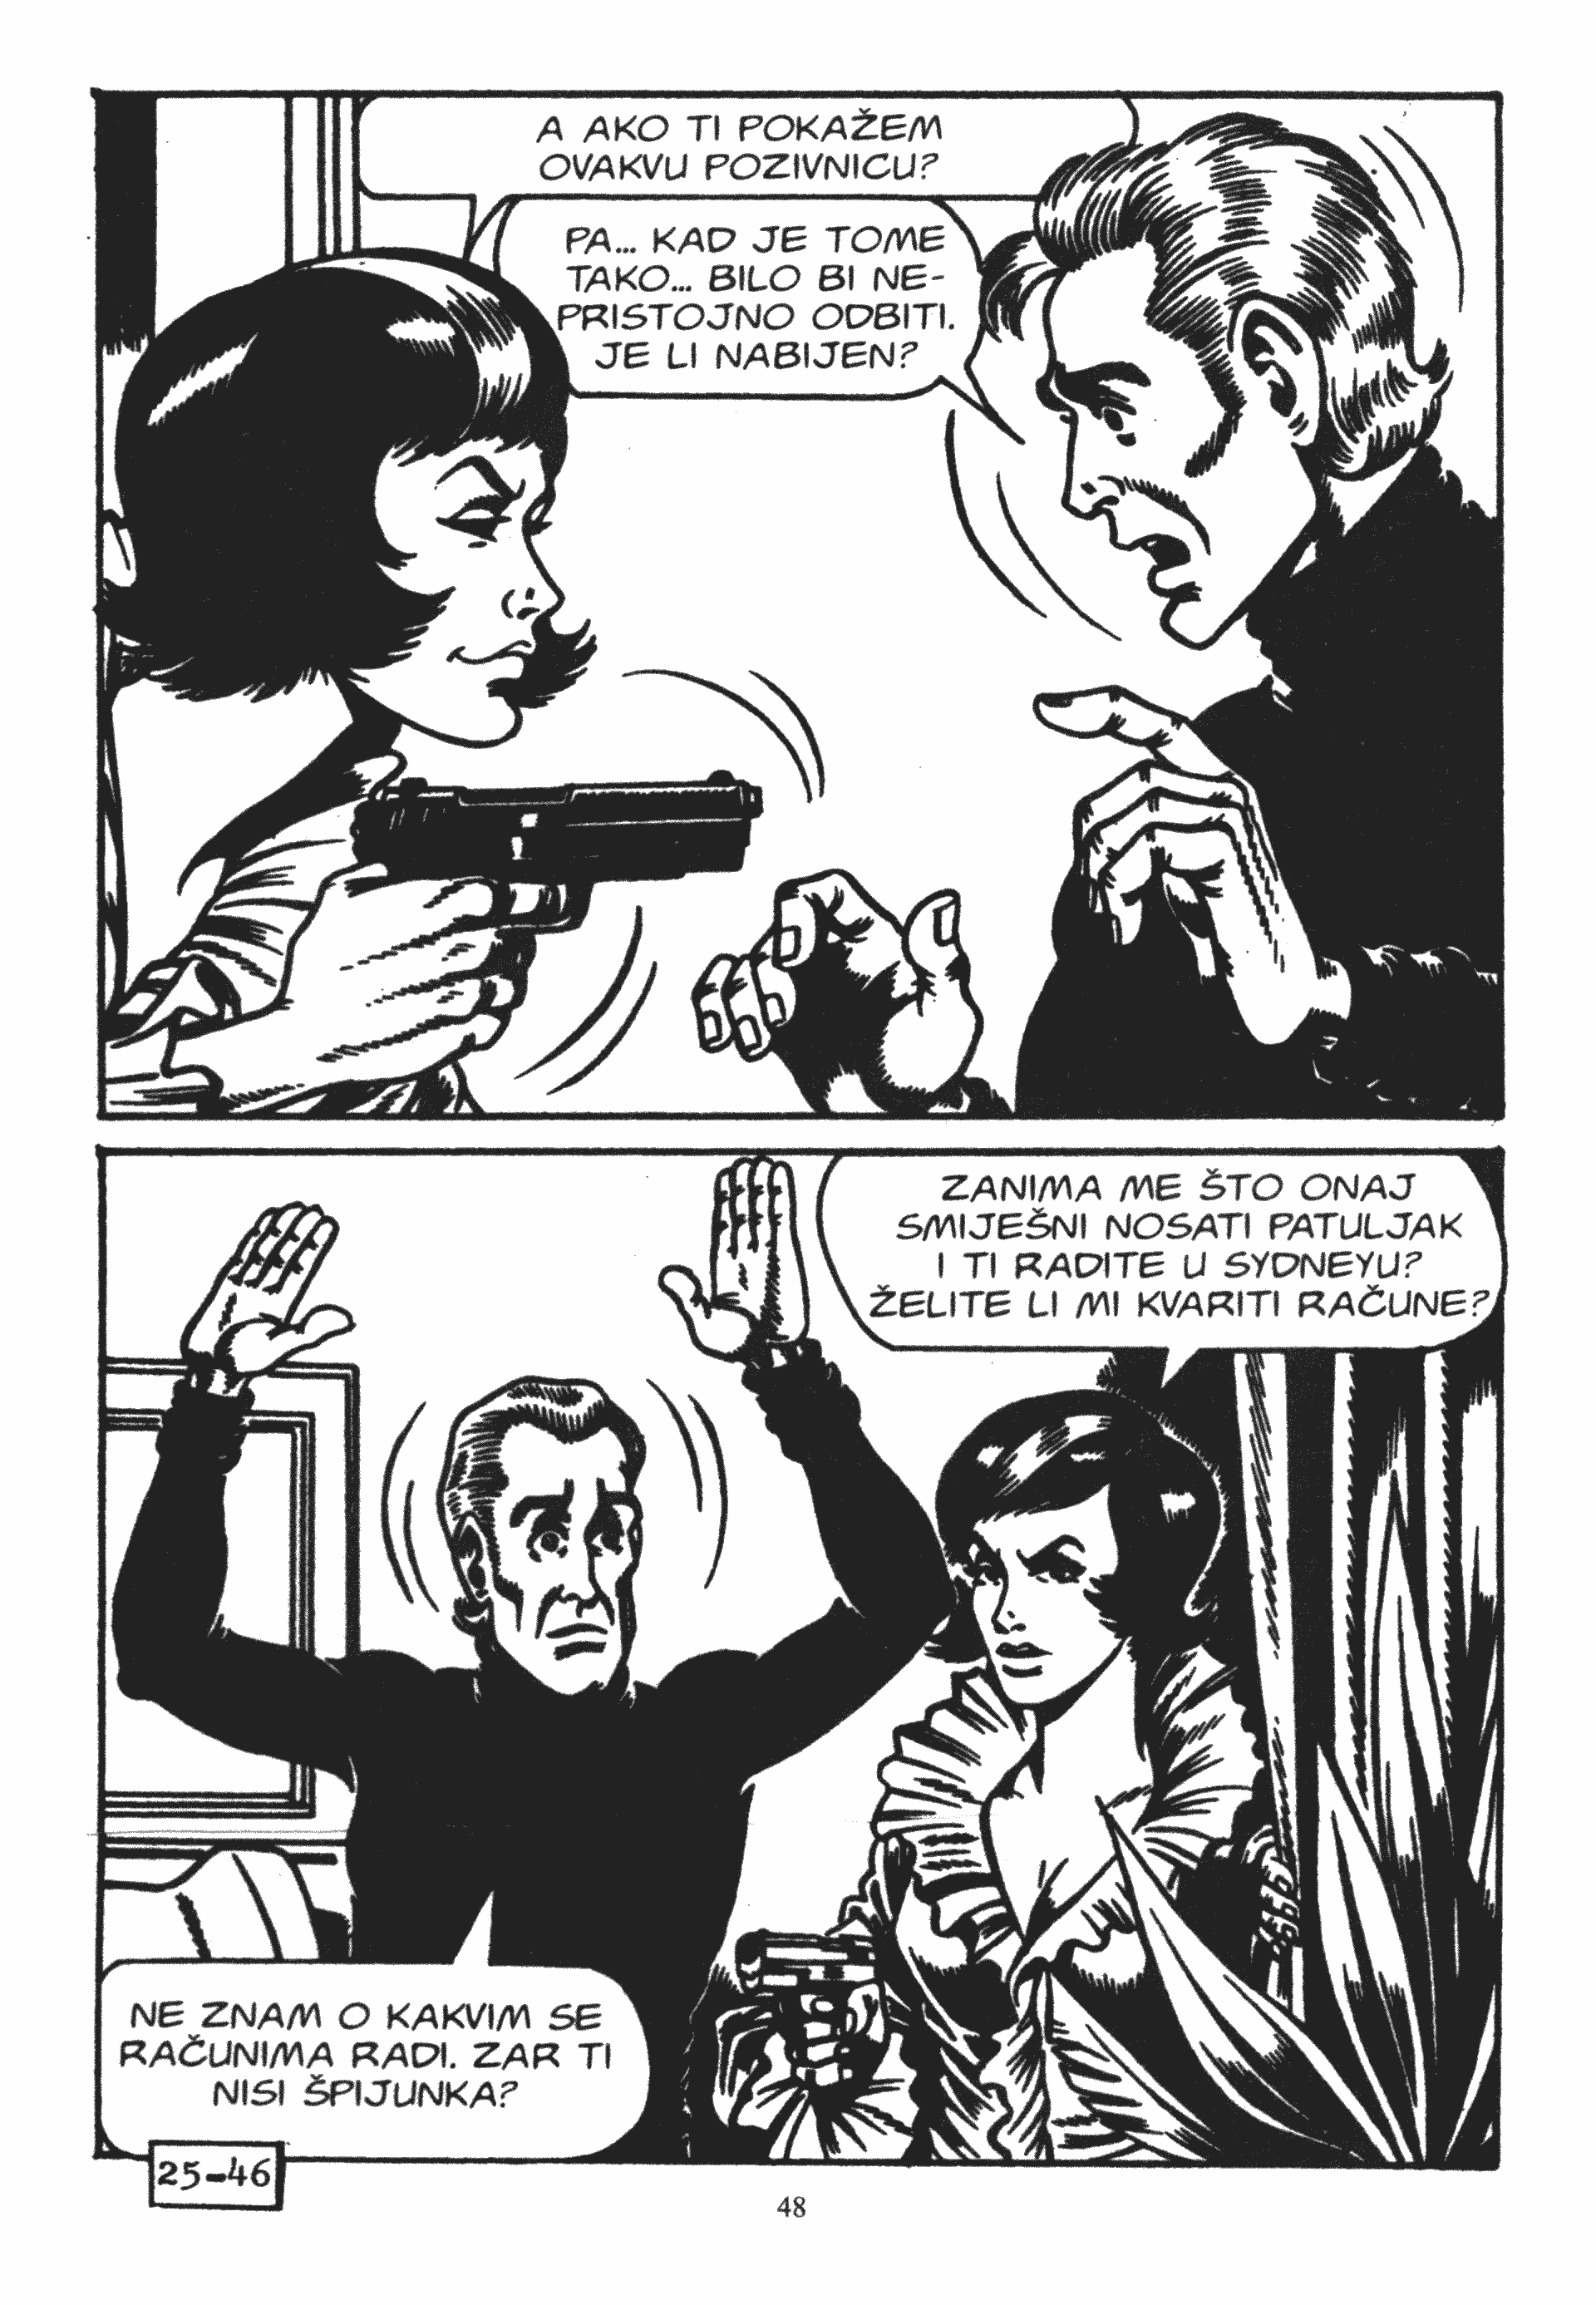 A AKO TI POKAŽEM
OVAKVU POZIVNICU?
PA... KAD JE TOME
TAKO... BILO BI NE-
PRISTOJNO ODBITI.
JE LI NABIJEN?
ZANIMA ME ŠTO ONAJ
SMIJEŠNI NOSATI PATULJAK
I TI RADITE U SYDNEYU?
ŽELITE LI MI KVARITI RAČUNE?
NE ZNAM O KAKVIM SE
RAČUNIMA RADI. ZAR TI
NISI ŠPIJUNKA?
25-46
48